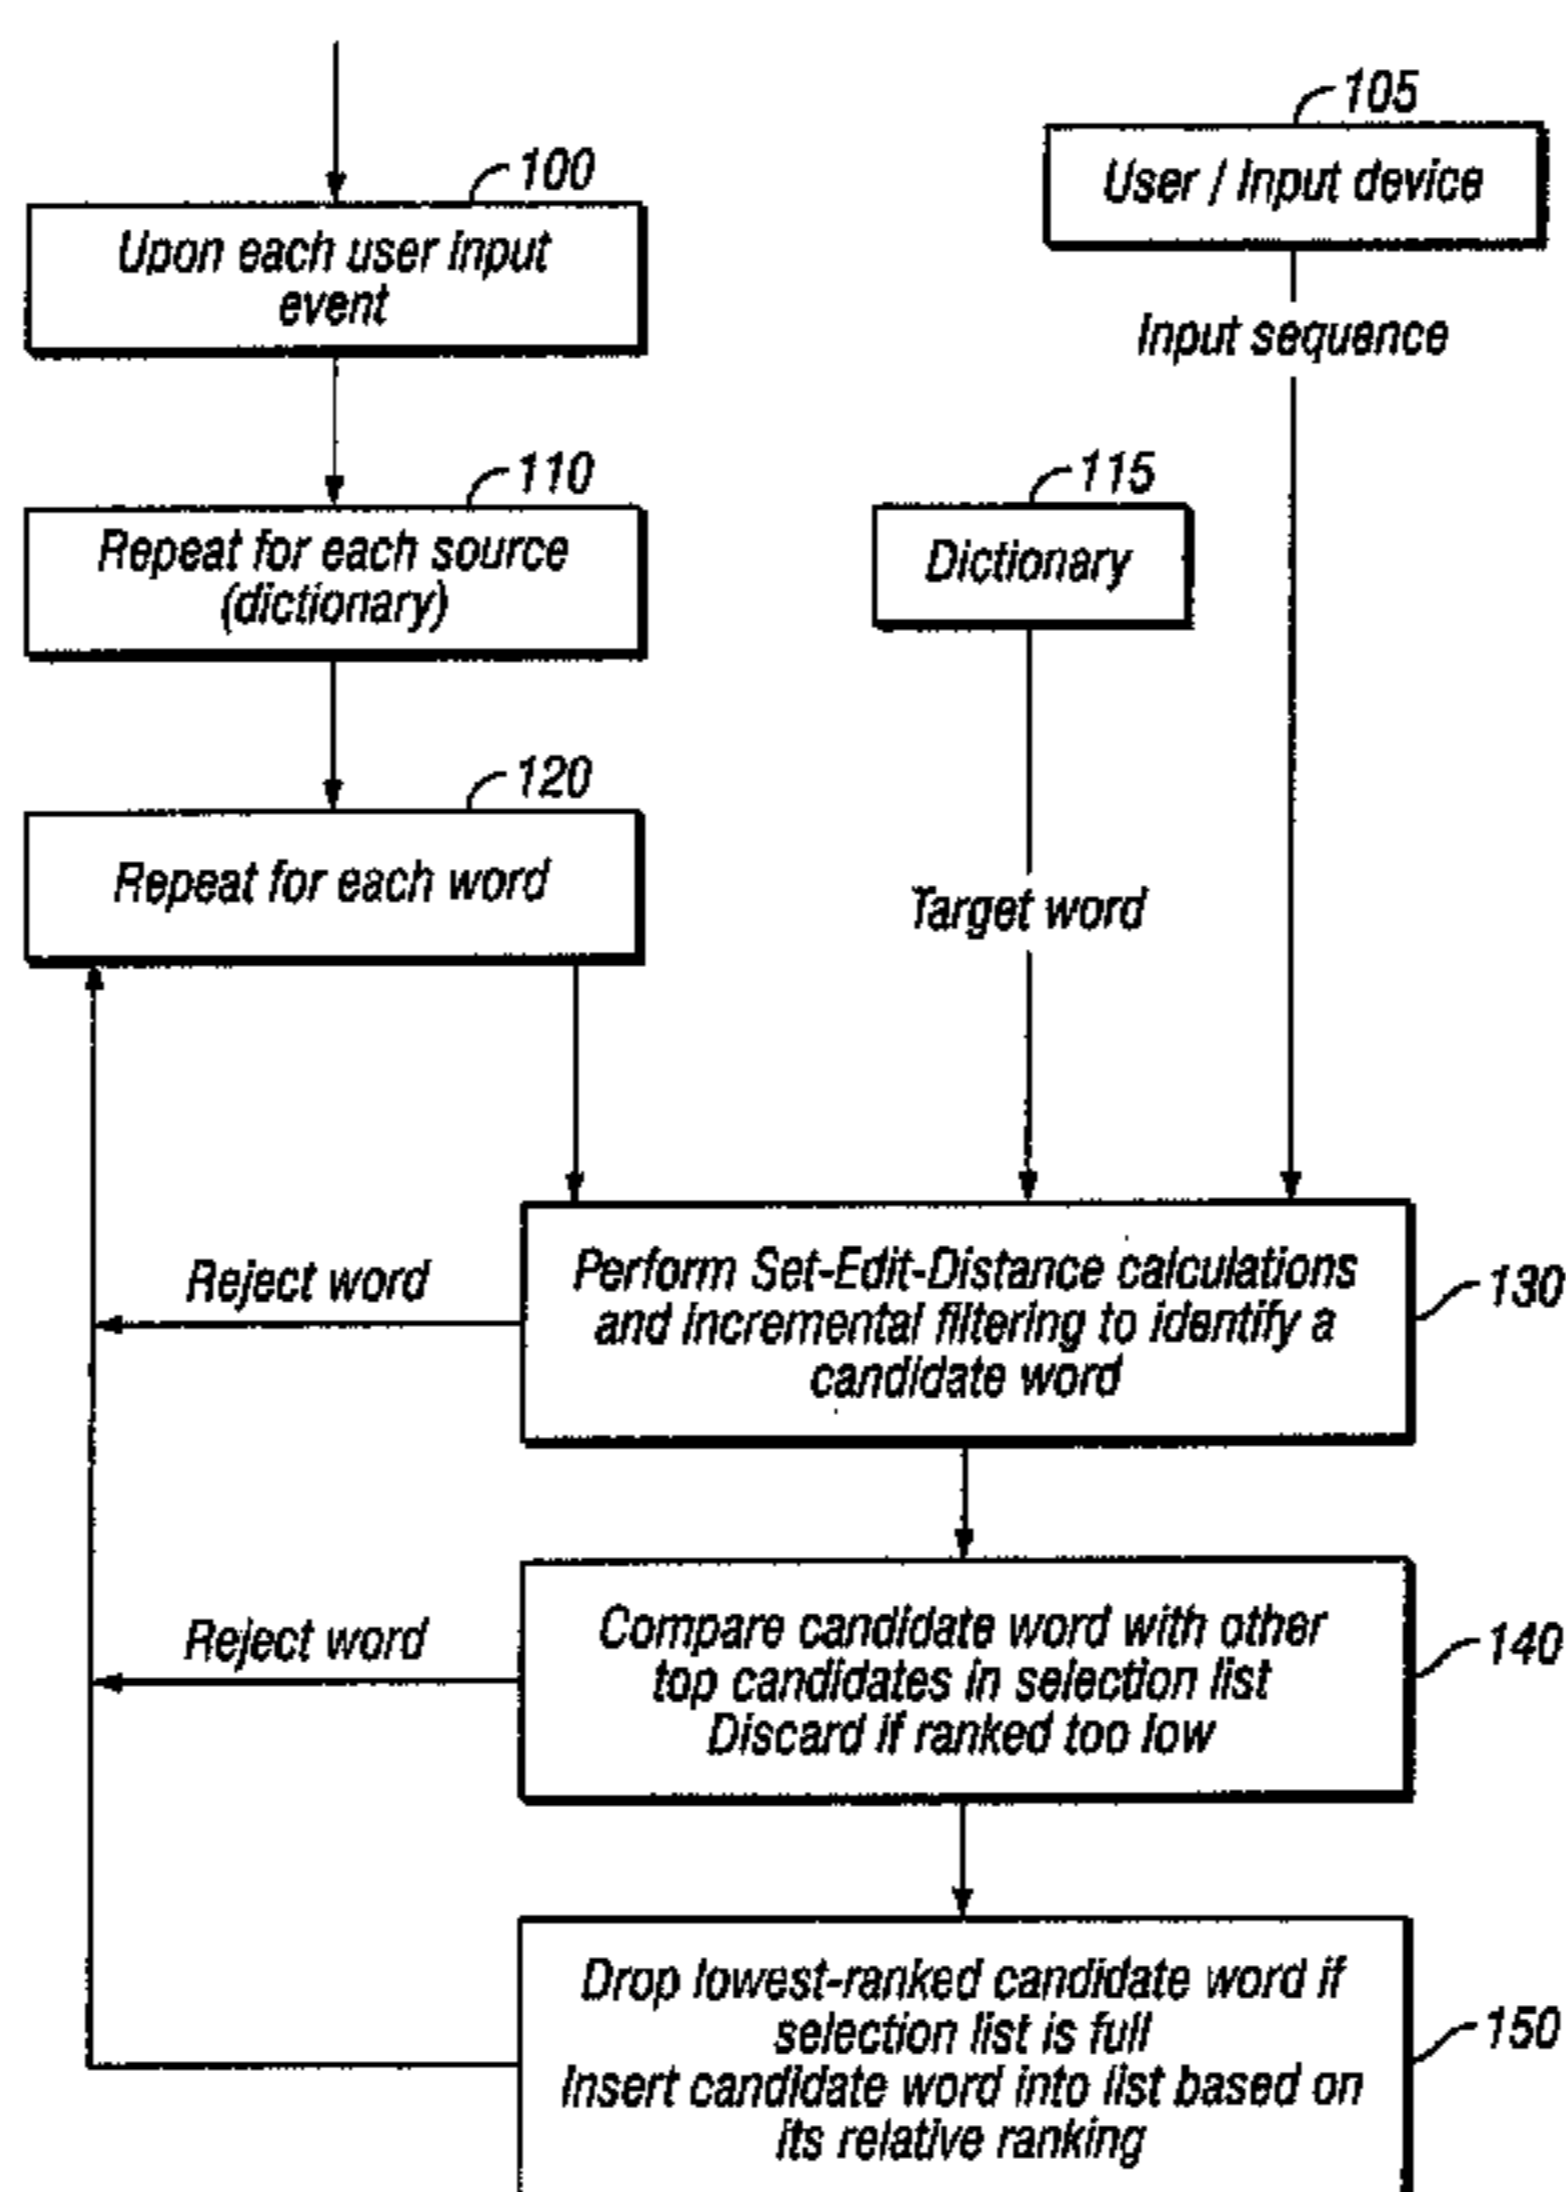 105
User / Input device
100
Upon each user input
event
Input sequence
110
Repeat for each source
(dictionary)
115
Dictionary
120
Repeat for each word
Target word
Reject word
Perform Set-Edit-Distance calculations
and incremental filtering to identify a
candidate word
130
Reject word
Compare candidate word with other
top candidates in selection list
Discard if ranked too low
140
Drop lowest-ranked candidate word if
selection list is full
Insert candidate word into list based on
its relative ranking
150